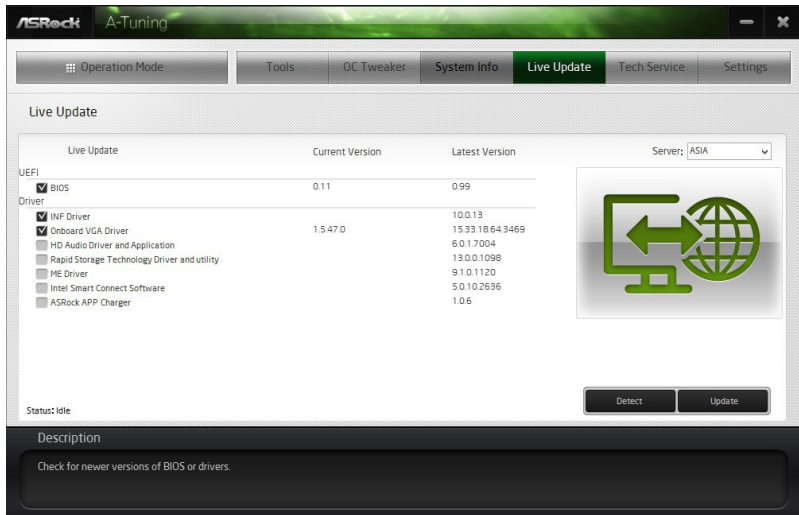 ASRock A-Tuning
Operation Mode Tools OC Tweaker System Info Live Update Tech Service Settings
Live Update
Live Update Current Version Latest Version Server: ASIA
UEFI
BIOS 0.11 0.99
Driver
INF Driver 10.0.13
Onboard VGA Driver 1.5.47.0 15.33.18.64.3469
HD Audio Driver and Application 6.0.1.7004
Rapid Storage Technology Driver and utility 13.0.0.1098
ME Driver 9.1.0.1120
Intel Smart Connect Software 5.0.10.2636
ASRock APP Charger 1.0.6
Detect Update
Status: Idle
Description
Check for newer versions of BIOS or drivers.